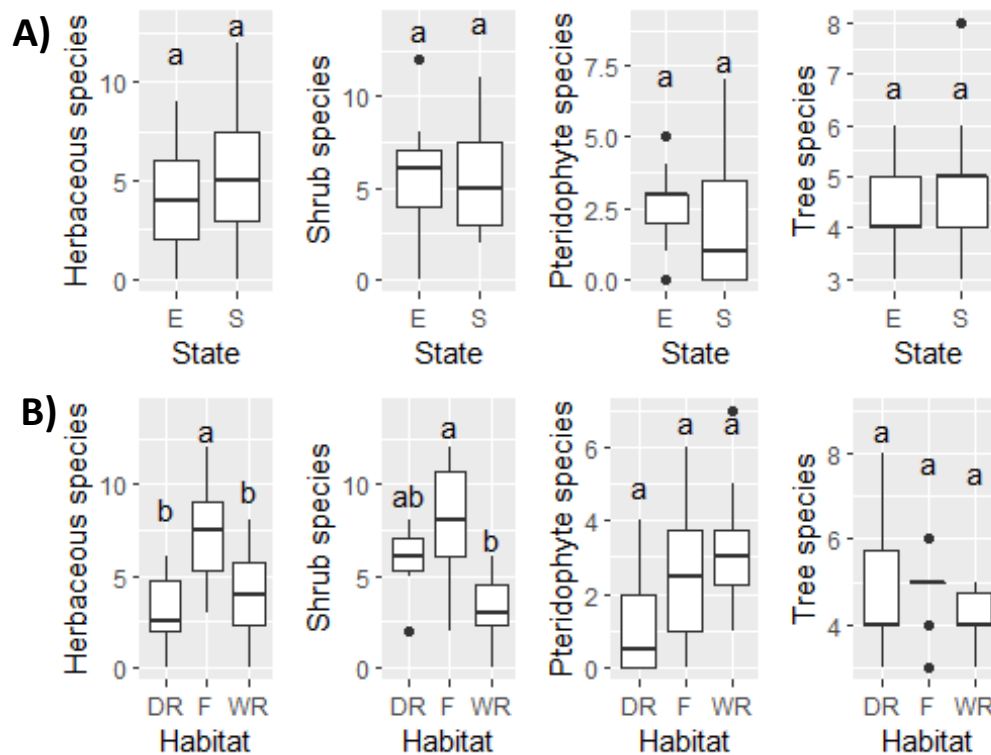 A)
Herbaceous species
10
5
0
a
a
E
S
State
Shrub species
10
5
0
a
a
E
S
State
Pteridophyte species
7.5
5.0
2.5
0.0
a
a
E
S
State
Tree species
8
7
6
5
4
3
a
a
E
S
State
B)
Herbaceous species
10
5
0
b
a
b
DR
F
WR
Habitat
Shrub species
10
5
0
ab
a
b
DR
F
WR
Habitat
Pteridophyte species
6
4
2
0
a
a
a
DR
F
WR
Habitat
Tree species
8
6
4
a
a
a
DR
F
WR
Habitat